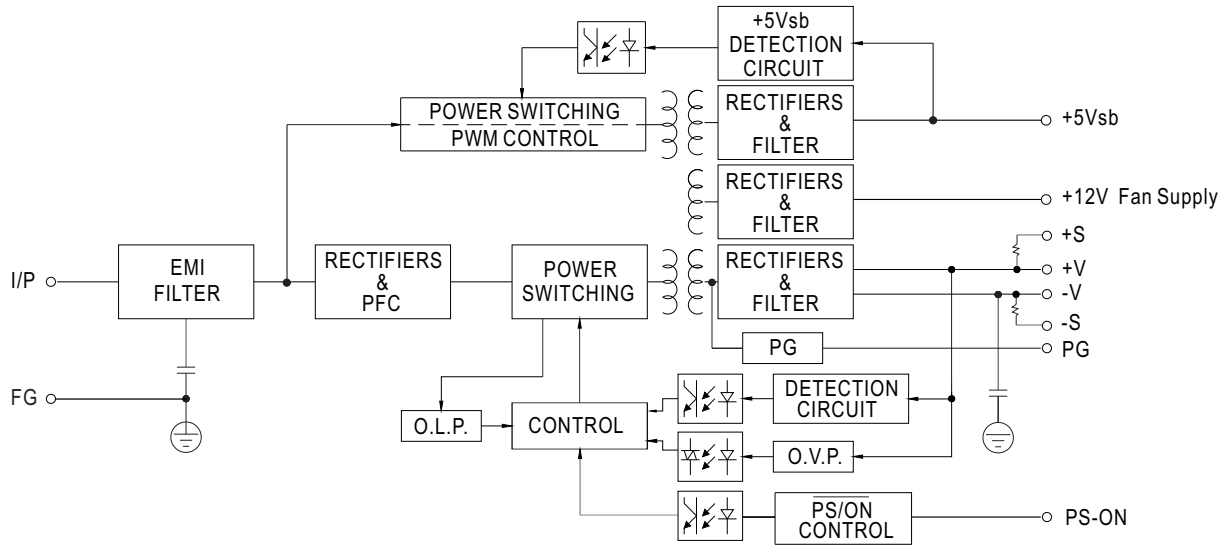 +5Vsb
DETECTION
CIRCUIT
POWER SWITCHING
PWM CONTROL
RECTIFIERS
&
FILTER
+5Vsb
RECTIFIERS
&
FILTER
+12V Fan Supply
I/P
EMI
FILTER
RECTIFIERS
&
PFC
POWER
SWITCHING
RECTIFIERS
&
FILTER
+S
+V
-V
-S
PG
PG
FG
O.L.P.
CONTROL
DETECTION
CIRCUIT
O.V.P.
PS/ON
CONTROL
PS-ON